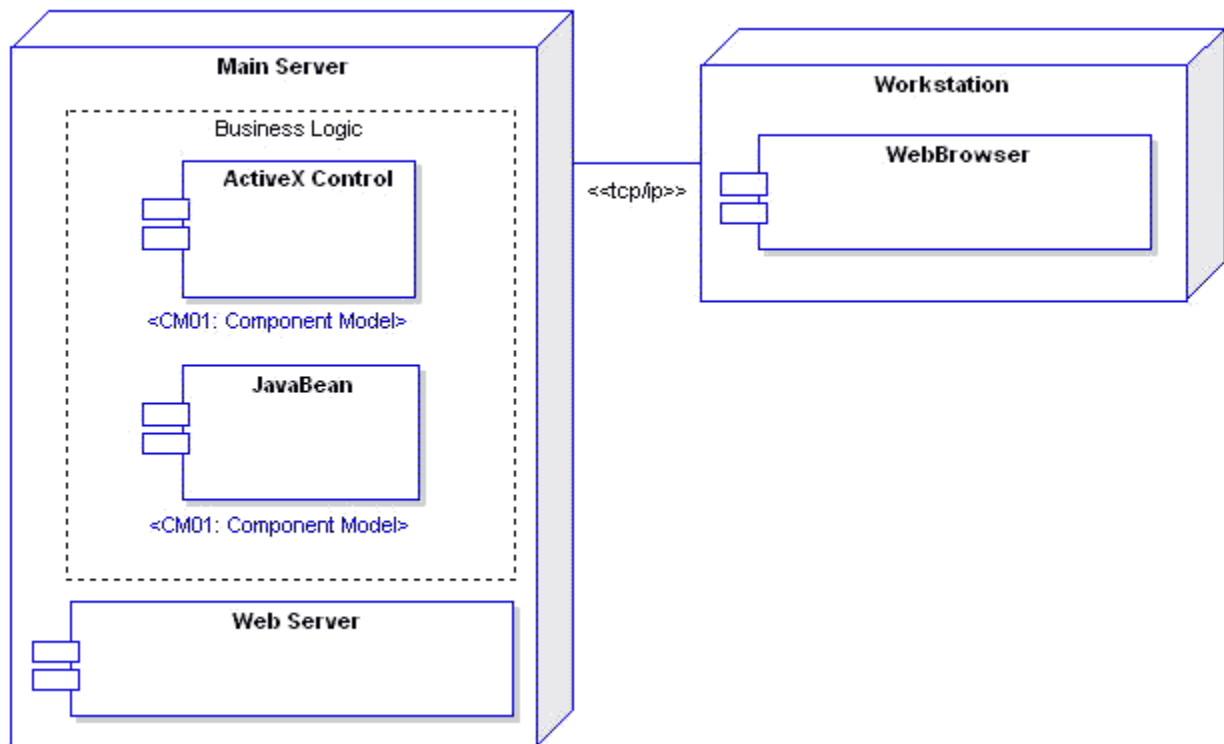 Main Server
Business Logic
ActiveX Control
<CM01: Component Model>
JavaBean
<CM01: Component Model>
Web Server
<<tcp/ip>>
Workstation
WebBrowser